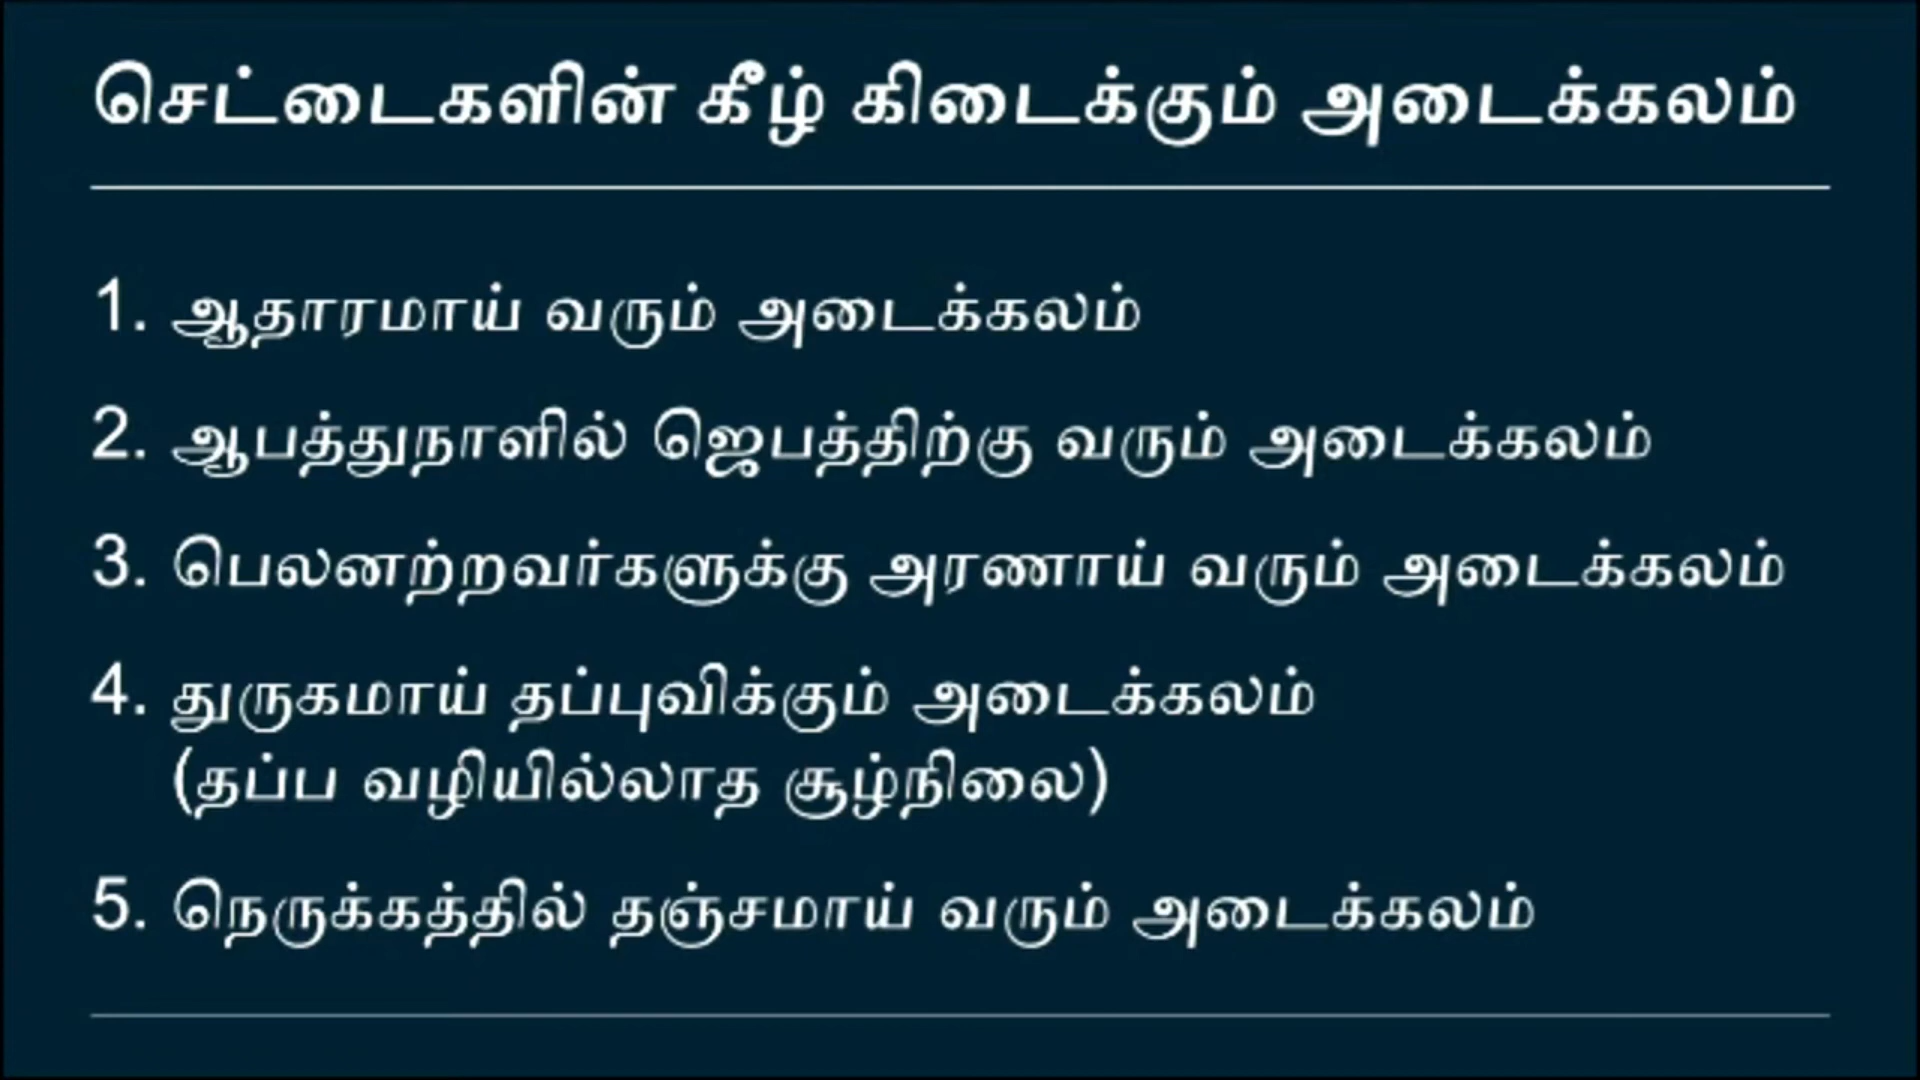 செட்டைகளின் கீழ் கிடைக்கும் அடைக்கலம்
1. ஆதாரமாய் வரும் அடைக்கலம்
2. ஆபத்துநாளில் ஜெபத்திற்கு வரும் அடைக்கலம்
3. பெலனற்றவர்களுக்கு அரணாய் வரும் அடைக்கலம்
4. துருகமாய் தப்புவிக்கும் அடைக்கலம்
(தப்ப வழியில்லாத சூழ்நிலை)
5. நெருக்கத்தில் தஞ்சமாய் வரும் அடைக்கலம்